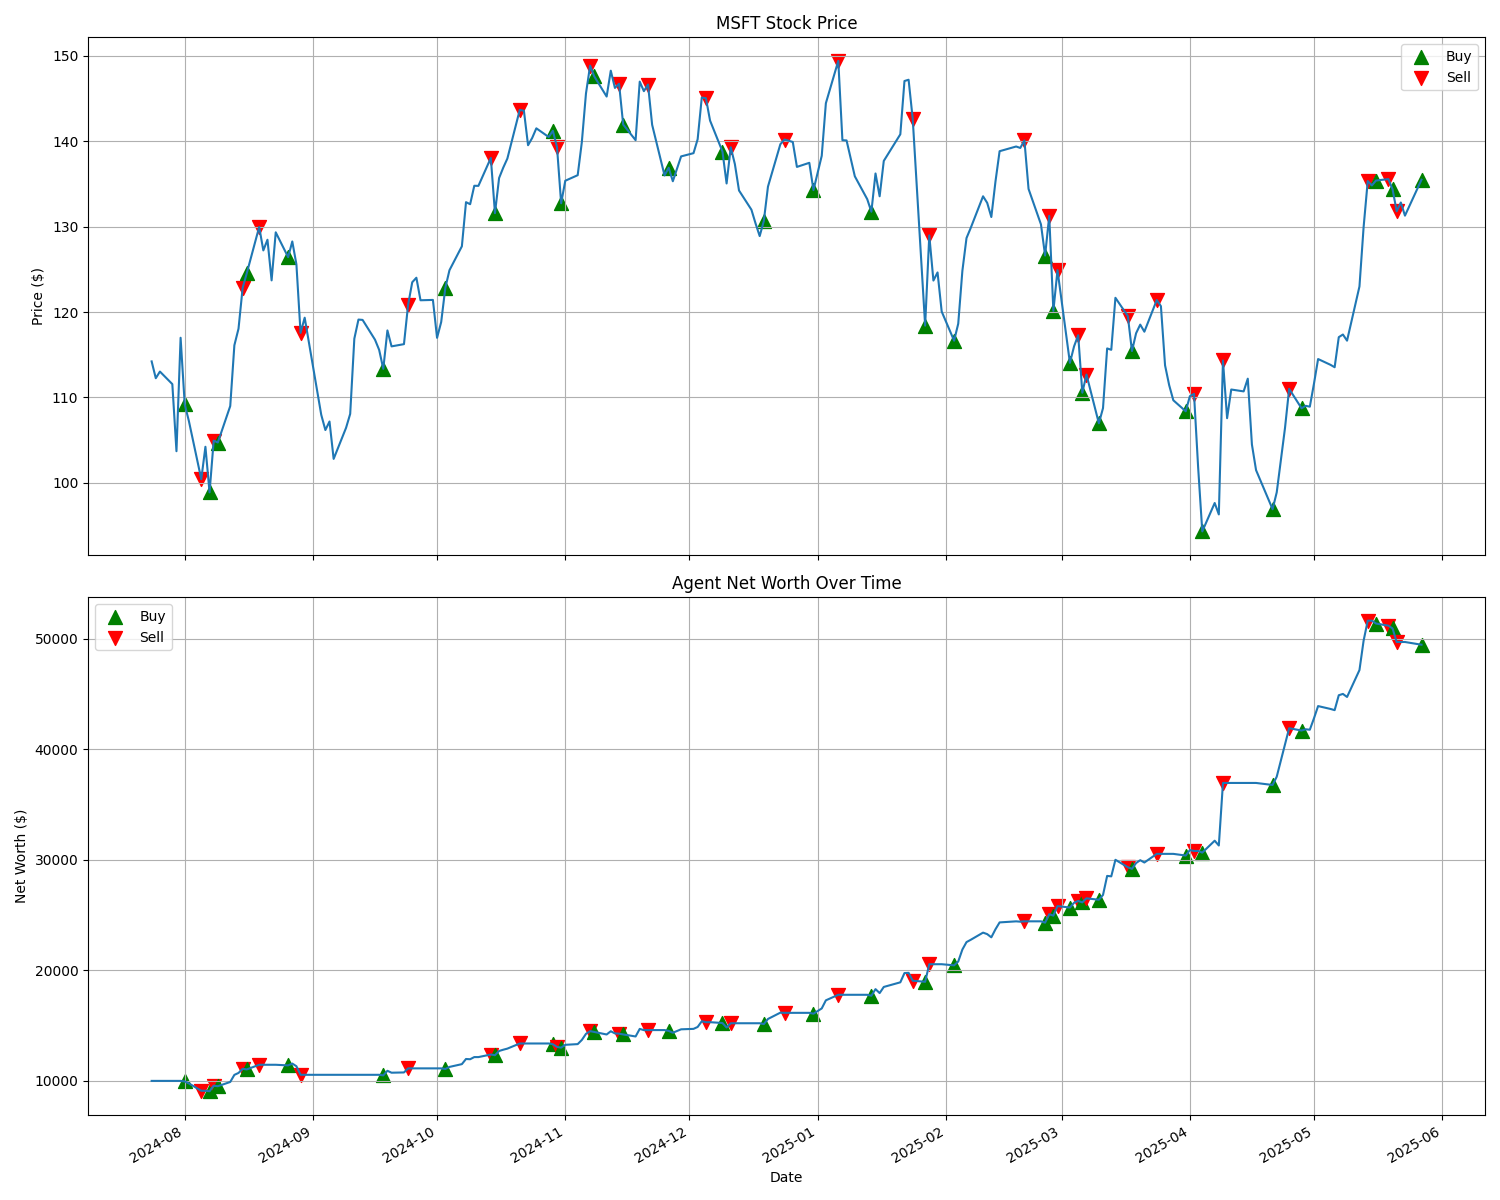 MSFT Stock Price
Price ($)
150
140
130
120
110
100
Buy
Sell
Agent Net Worth Over Time
Net Worth ($)
50000
40000
30000
20000
10000
Buy
Sell
2024-08
2024-09
2024-10
2024-11
2024-12
2025-01
2025-02
2025-03
2025-04
2025-05
2025-06
Date